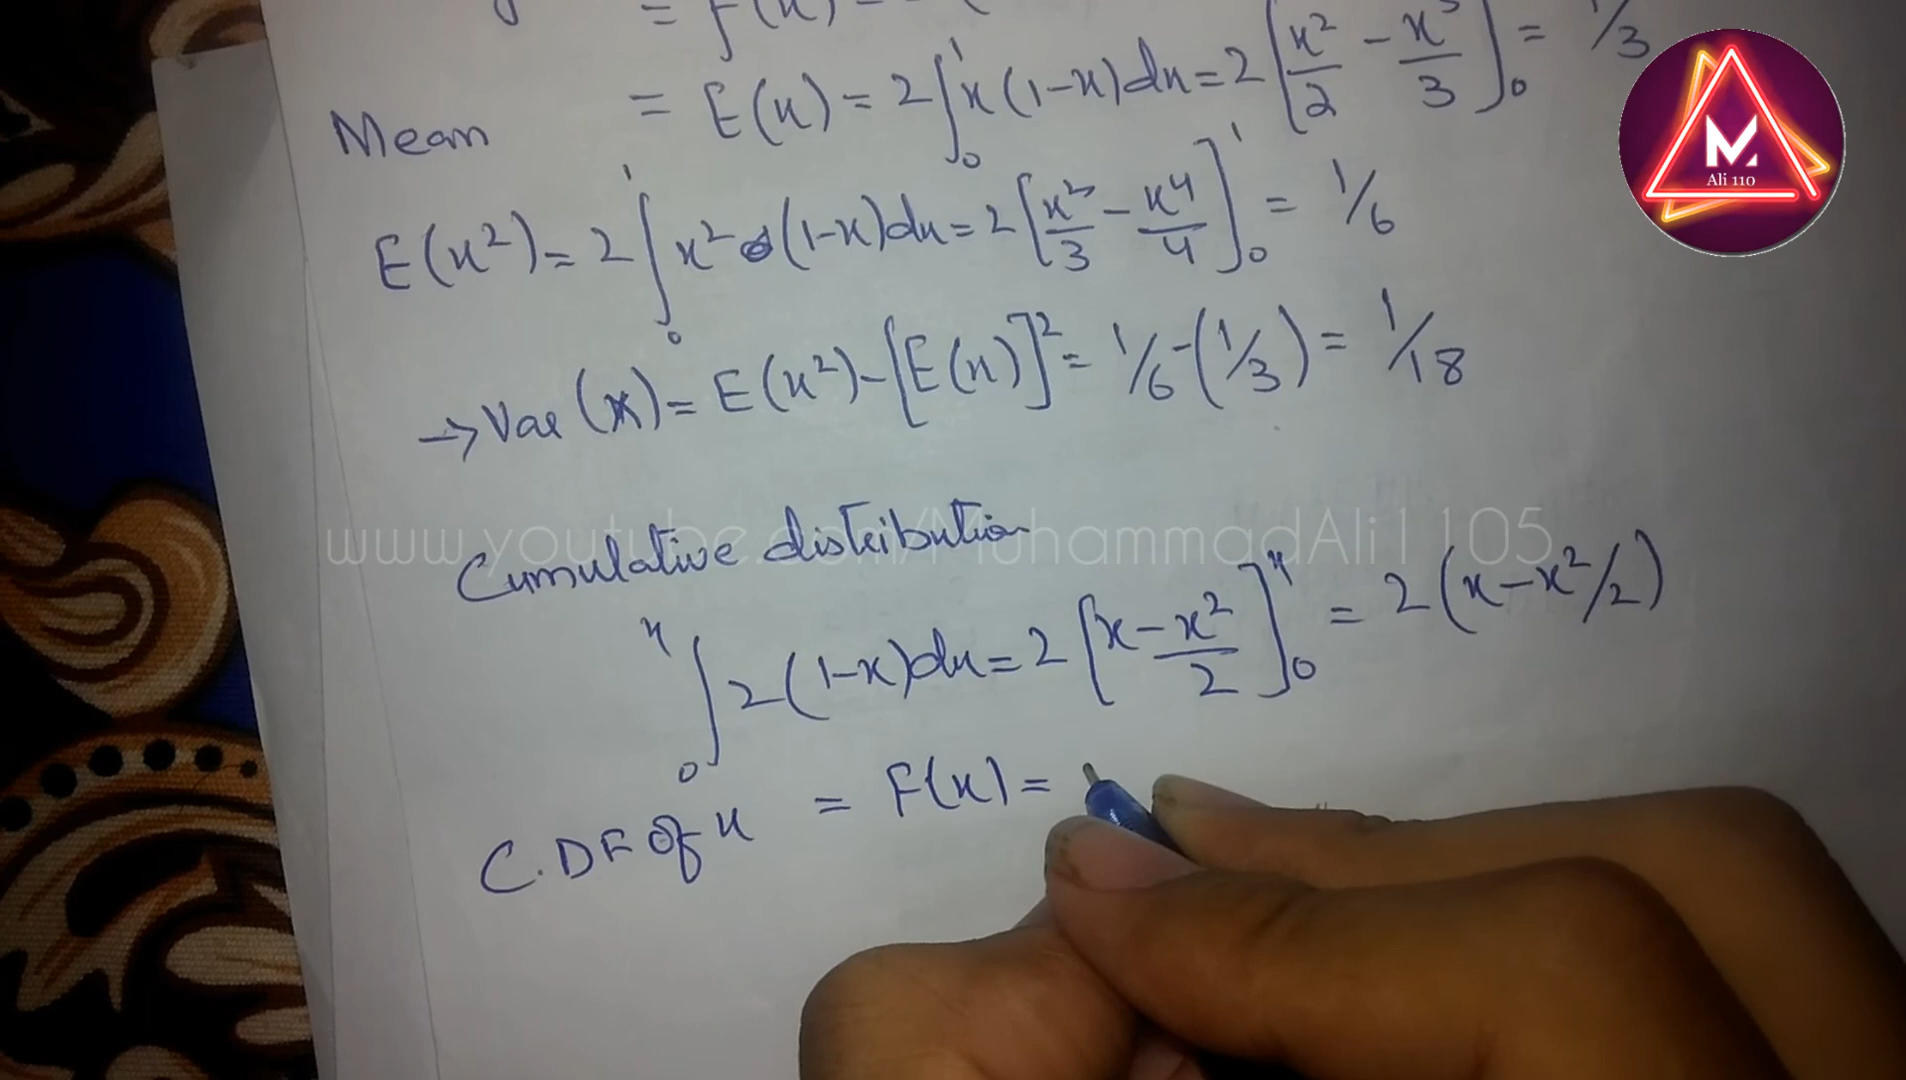 = f(x) =
Mean = E(x) = 2∫₀¹ x(1-x)dx = 2[x²/2 - x³/3]₀ = 1/3
E(x²) = 2∫₀¹ x² (1-x)dx = 2[x³/3 - x⁴/4]₀¹ = 1/6
→ Var (x) = E(x²) - [E(x)]² = 1/6 - (1/3) = 1/18
Cumulative distribution
∫₀ˣ 2(1-x)dx = 2[x - x²/2]₀ˣ = 2(x - x²/2)
C.DF of x = F(x) =
M.
Ali 110
www.youtube.com/MuhammadAli1105